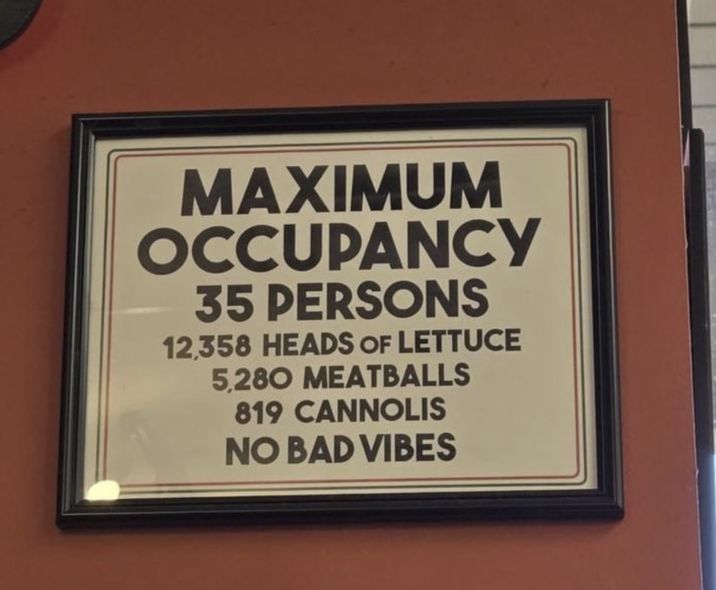 MAXIMUM
OCCUPANCY
35 PERSONS
12,358 HEADS OF LETTUCE
5,280 MEATBALLS
819 CANNOLIS
NO BAD VIBES